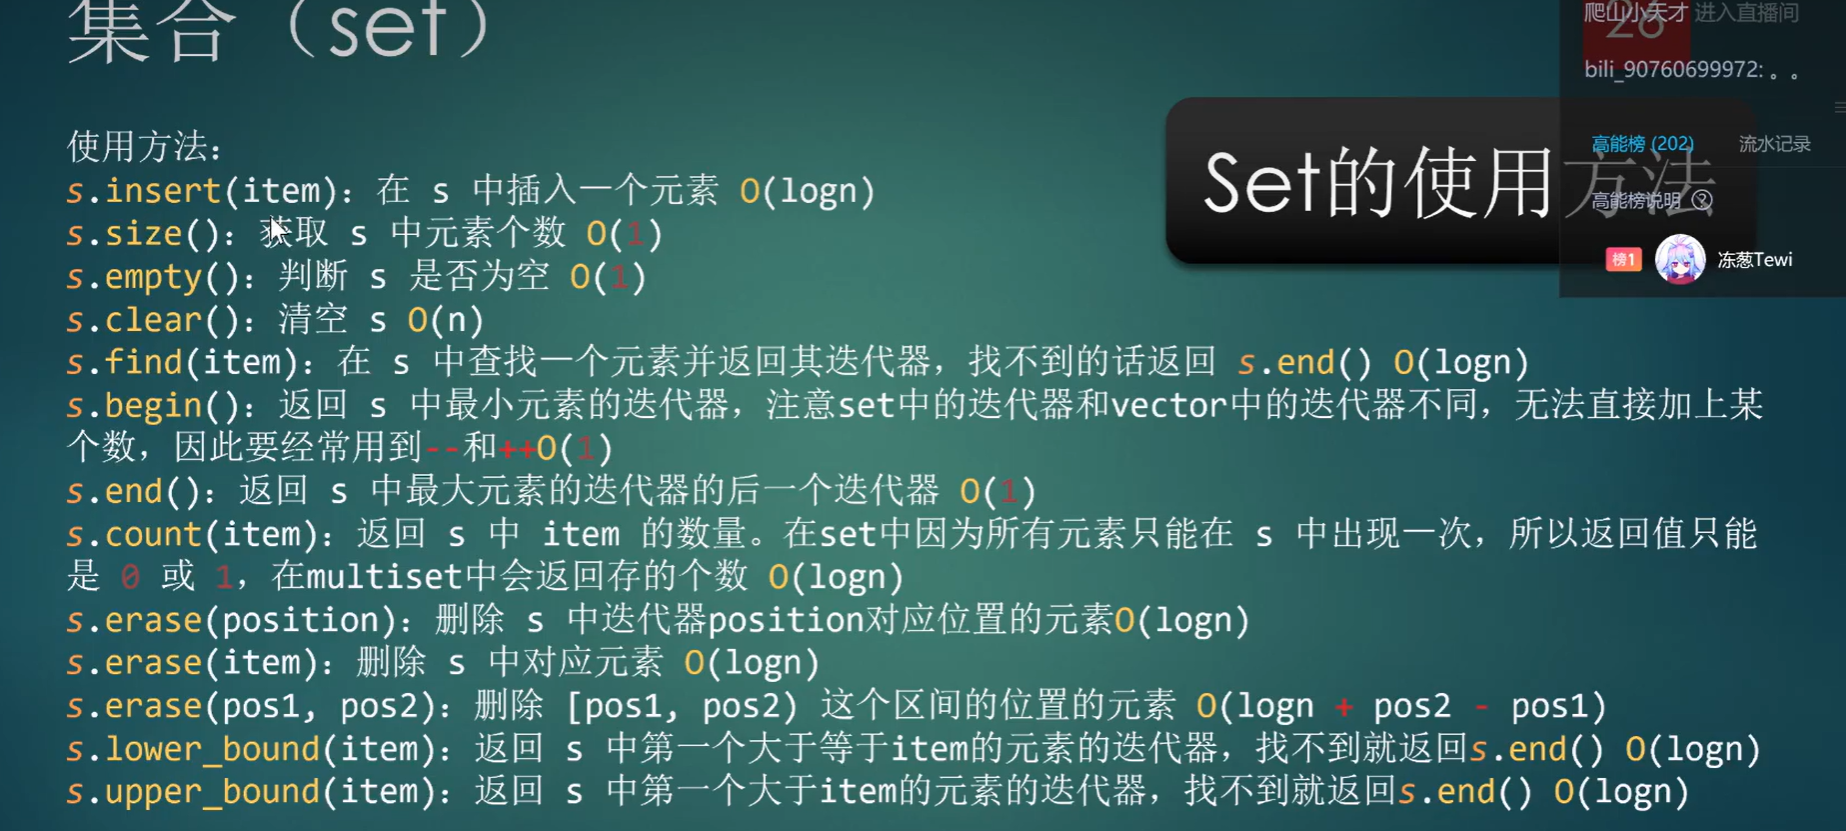 集合（set）
使用方法：
s.insert(item)：在 s 中插入一个元素 O(logn)
s.size()：获取 s 中元素个数 O(1)
s.empty()：判断 s 是否为空 O(1)
s.clear()：清空 s O(n)
s.find(item)：在 s 中查找一个元素并返回其迭代器，找不到的话返回 s.end() O(logn)
s.begin()：返回 s 中最小元素的迭代器，注意set中的迭代器和vector中的迭代器不同，无法直接加上某
个数，因此要经常用到--和++O(1)
s.end()：返回 s 中最大元素的迭代器的后一个迭代器 O(1)
s.count(item)：返回 s 中 item 的数量。在set中因为所有元素只能在 s 中出现一次，所以返回值只能
是 0 或 1，在multiset中会返回存的个数 O(logn)
s.erase(position)：删除 s 中迭代器position对应位置的元素O(logn)
s.erase(item)：删除 s 中对应元素 O(logn)
s.erase(pos1, pos2)：删除 [pos1, pos2) 这个区间的位置的元素 O(logn + pos2 - pos1)
s.lower_bound(item)：返回 s 中第一个大于等于item的元素的迭代器，找不到就返回s.end() O(logn)
s.upper_bound(item)：返回 s 中第一个大于item的元素的迭代器，找不到就返回s.end() O(logn)
Set的使用方法
26
爬山小天才 进入直播间
bili_90760699972: 。。
高能榜 (202) 流水记录
高能榜说明 ?
榜1 冻葱Tewi